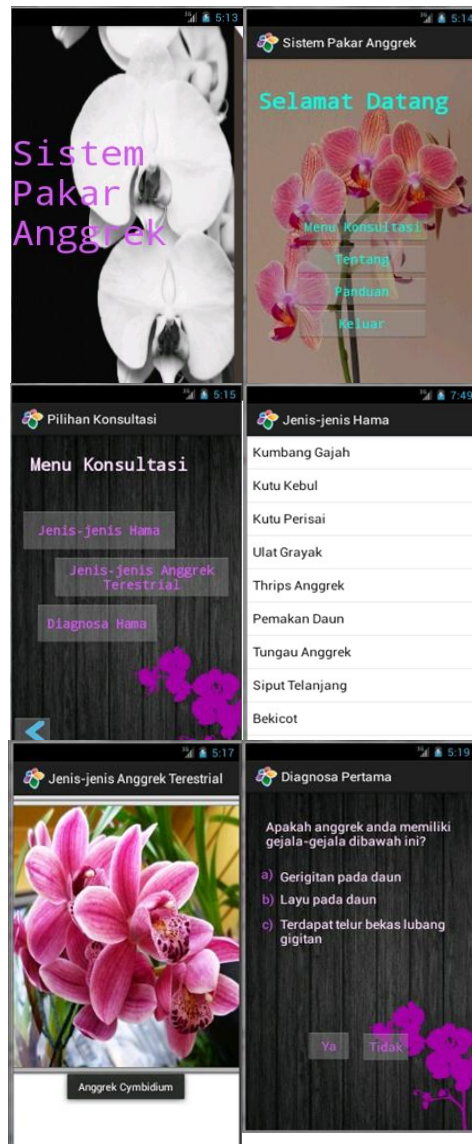 5:13
Sistem
Pakar
Anggrek
5:14
Sistem Pakar Anggrek
Selamat Datang
Menu Konsultasi
Tentang
Panduan
Keluar
5:15
Pilihan Konsultasi
Menu Konsultasi
Jenis-jenis Hama
Jenis-jenis Anggrek
Terestrial
Diagnosa Hama
7:49
Jenis-jenis Hama
Kumbang Gajah
Kutu Kebul
Kutu Perisai
Ulat Grayak
Thrips Anggrek
Pemakan Daun
Tungau Anggrek
Siput Telanjang
Bekicot
5:17
Jenis-jenis Anggrek Terestrial
Anggrek Cymbidium
5:19
Diagnosa Pertama
Apakah anggrek anda memiliki
gejala-gejala dibawah ini?
a) Gerigitan pada daun
b) Layu pada daun
c) Terdapat telur bekas lubang
gigitan
Ya Tidak